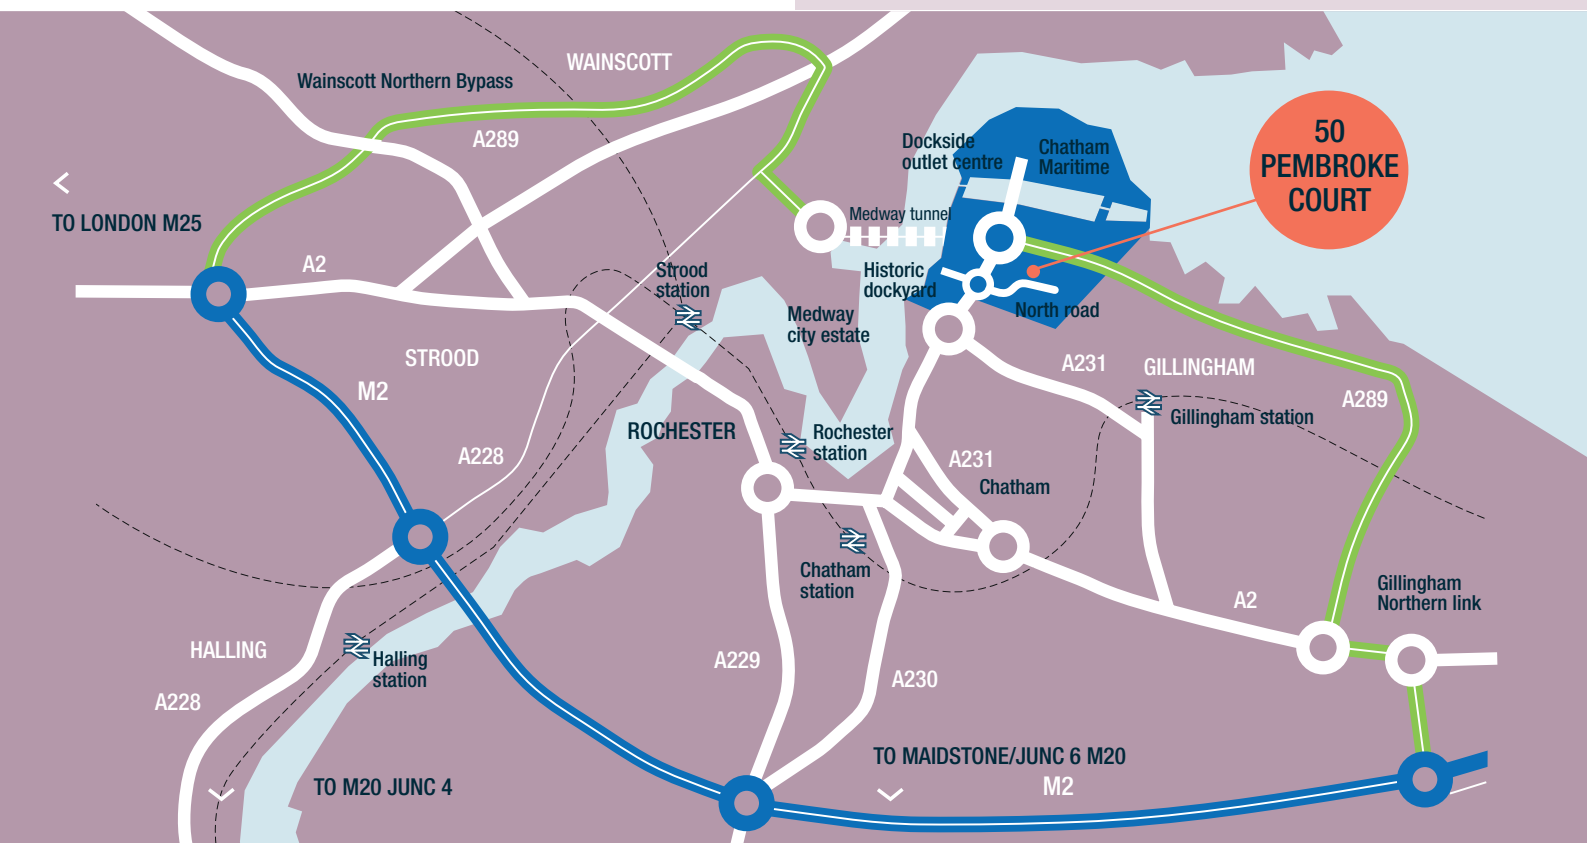 WAINSCOTT
Wainscott Northern Bypass
A289
50
PEMBROKE
COURT
Dockside
outlet centre
Chatham
Maritime
TO LONDON M25
Medway tunnel
A2
Strood
station
Historic
dockyard
Medway
city estate
North road
STROOD
A231
GILLINGHAM
M2
A289
Gillingham station
ROCHESTER
Rochester
station
A228
A231
Chatham
Chatham
station
Gillingham
Northern link
A2
HALLING
Halling
station
A229
A230
A228
TO MAIDSTONE/JUNC 6 M20
M2
TO M20 JUNC 4